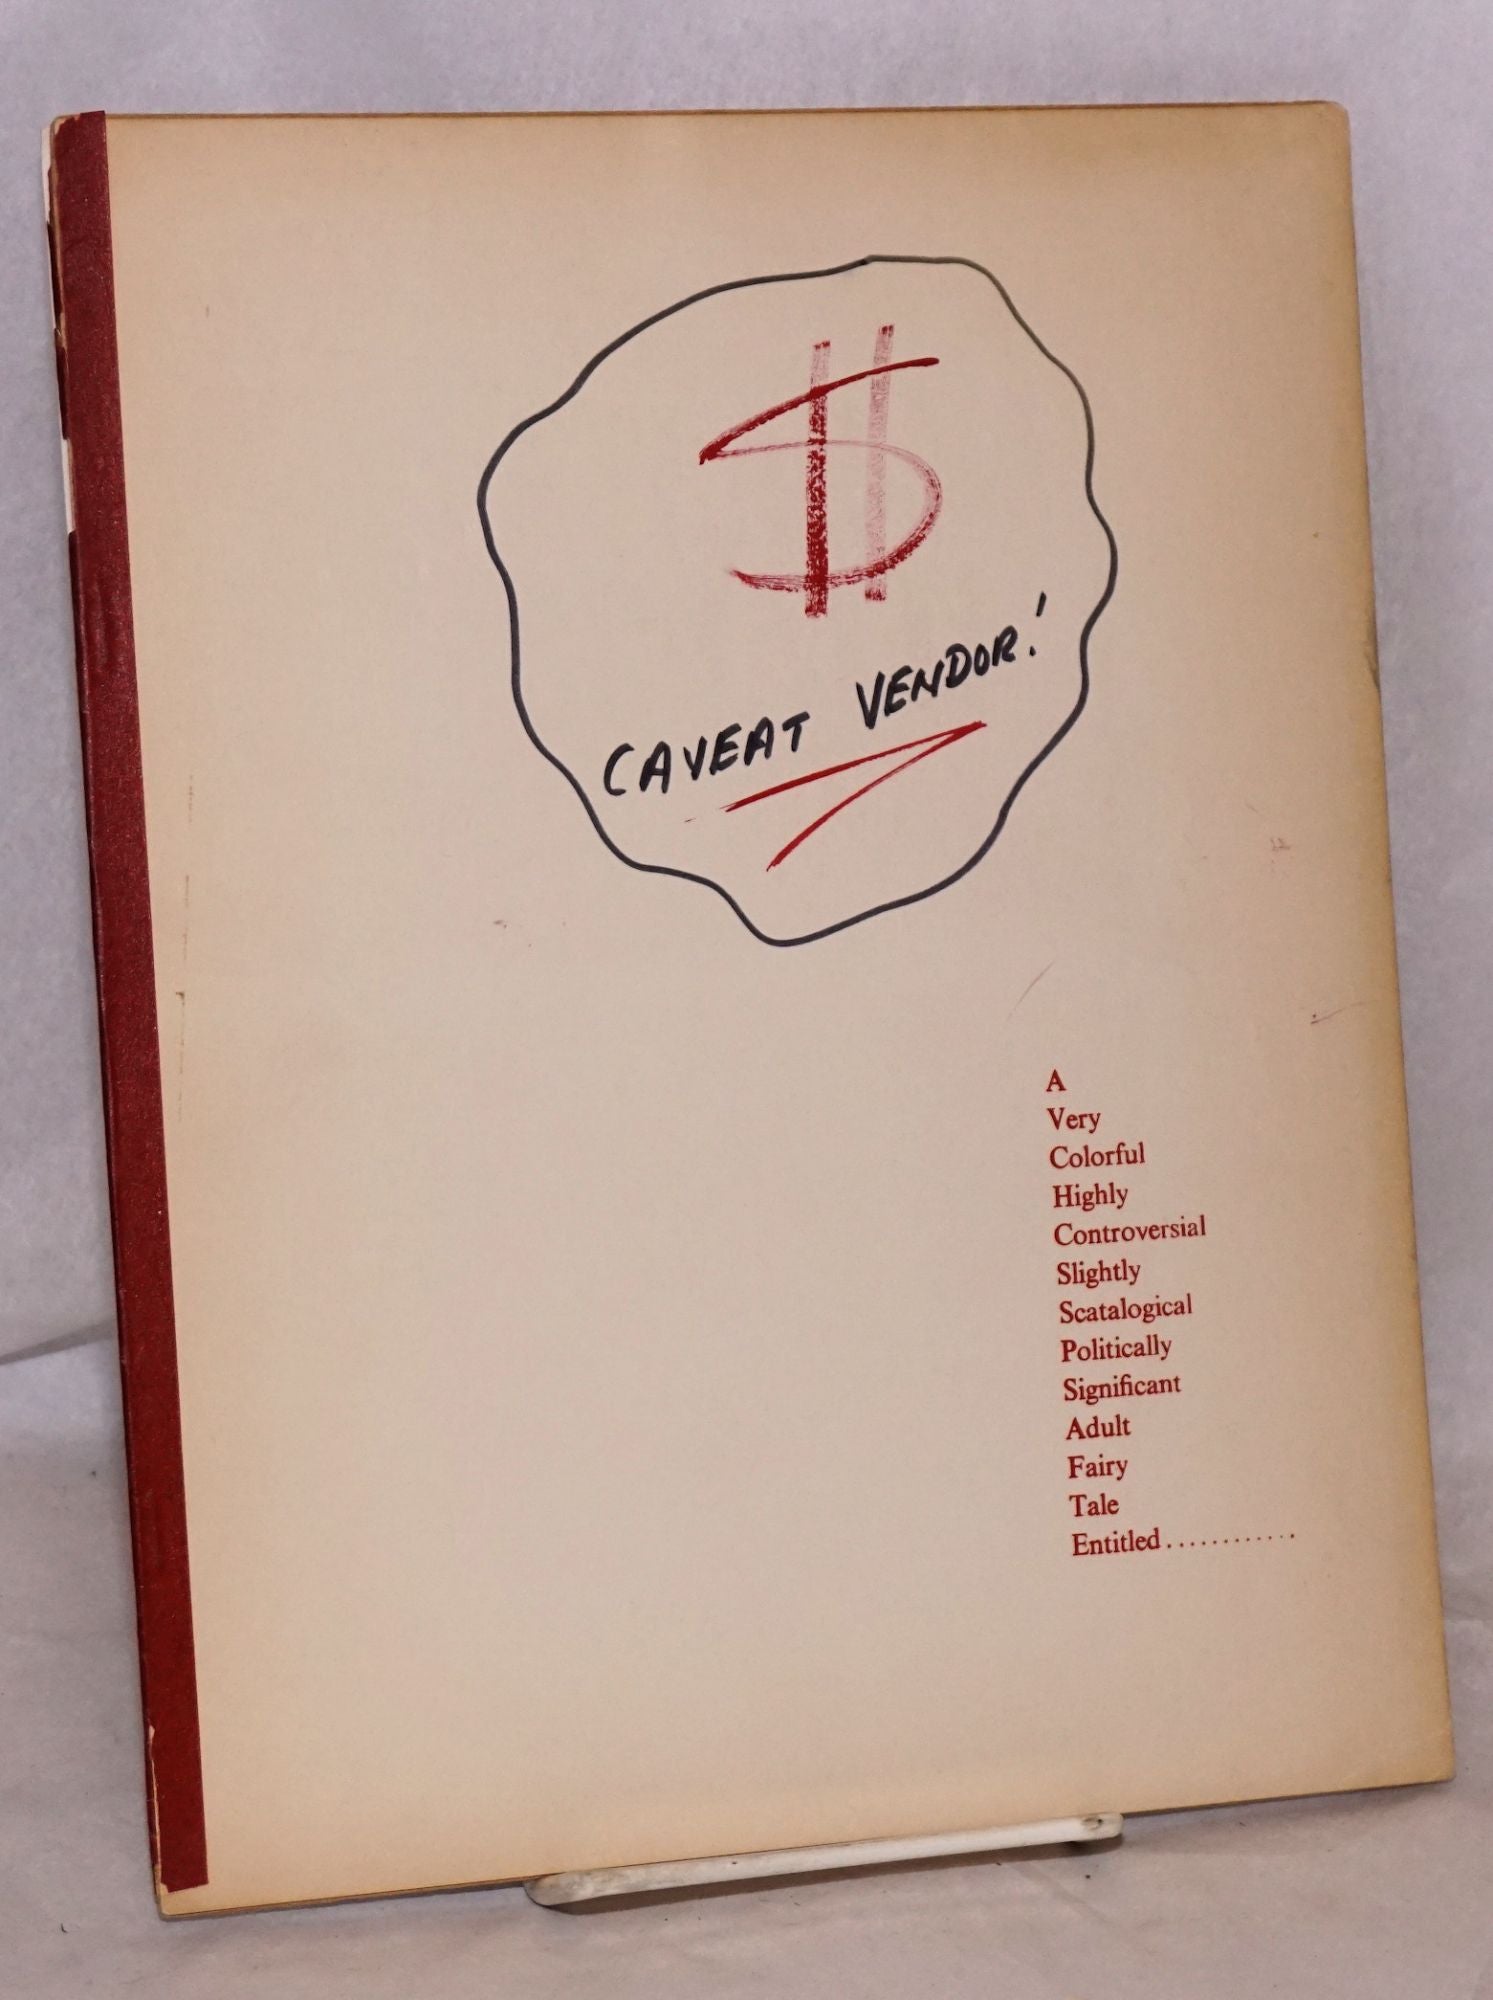 $
CAVEAT VENDOR!
A
Very
Colorful
Highly
Controversial
Slightly
Scatalogical
Politically
Significant
Adult
Fairy
Tale
Entitled............